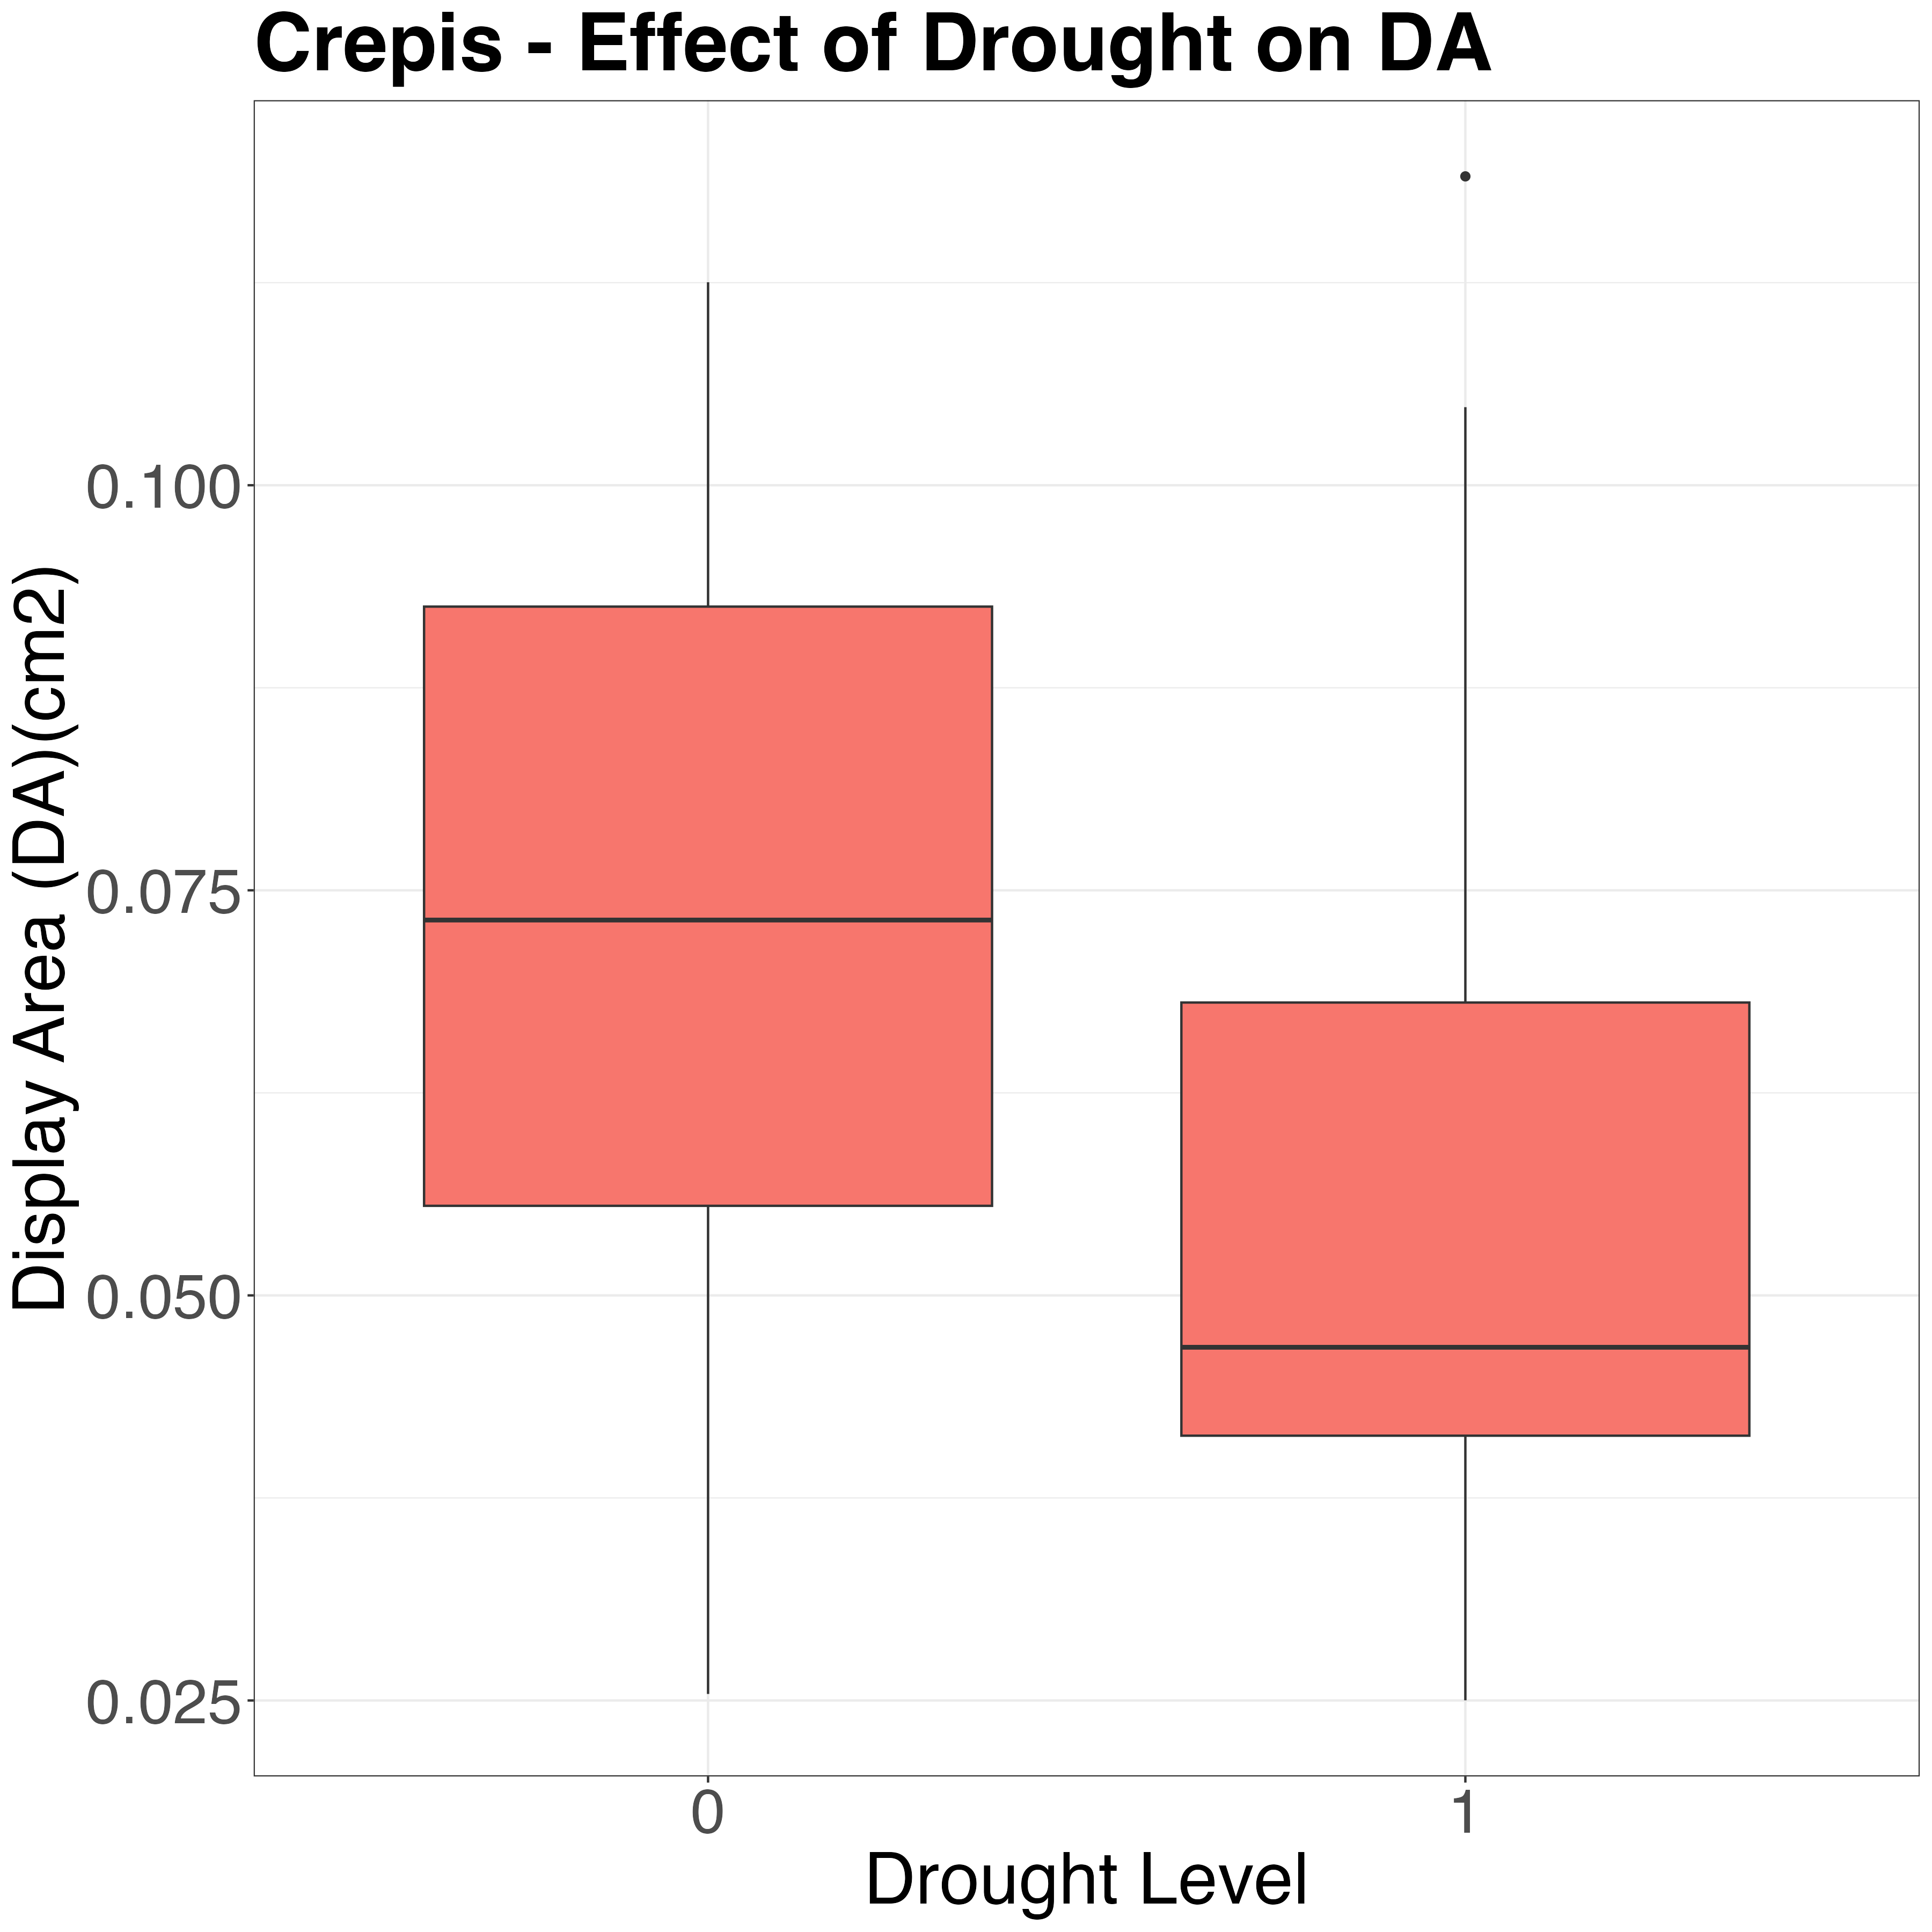 Crepis - Effect of Drought on DA
Display Area (DA)(cm2)
0.100
0.075
0.050
0.025
0
1
Drought Level